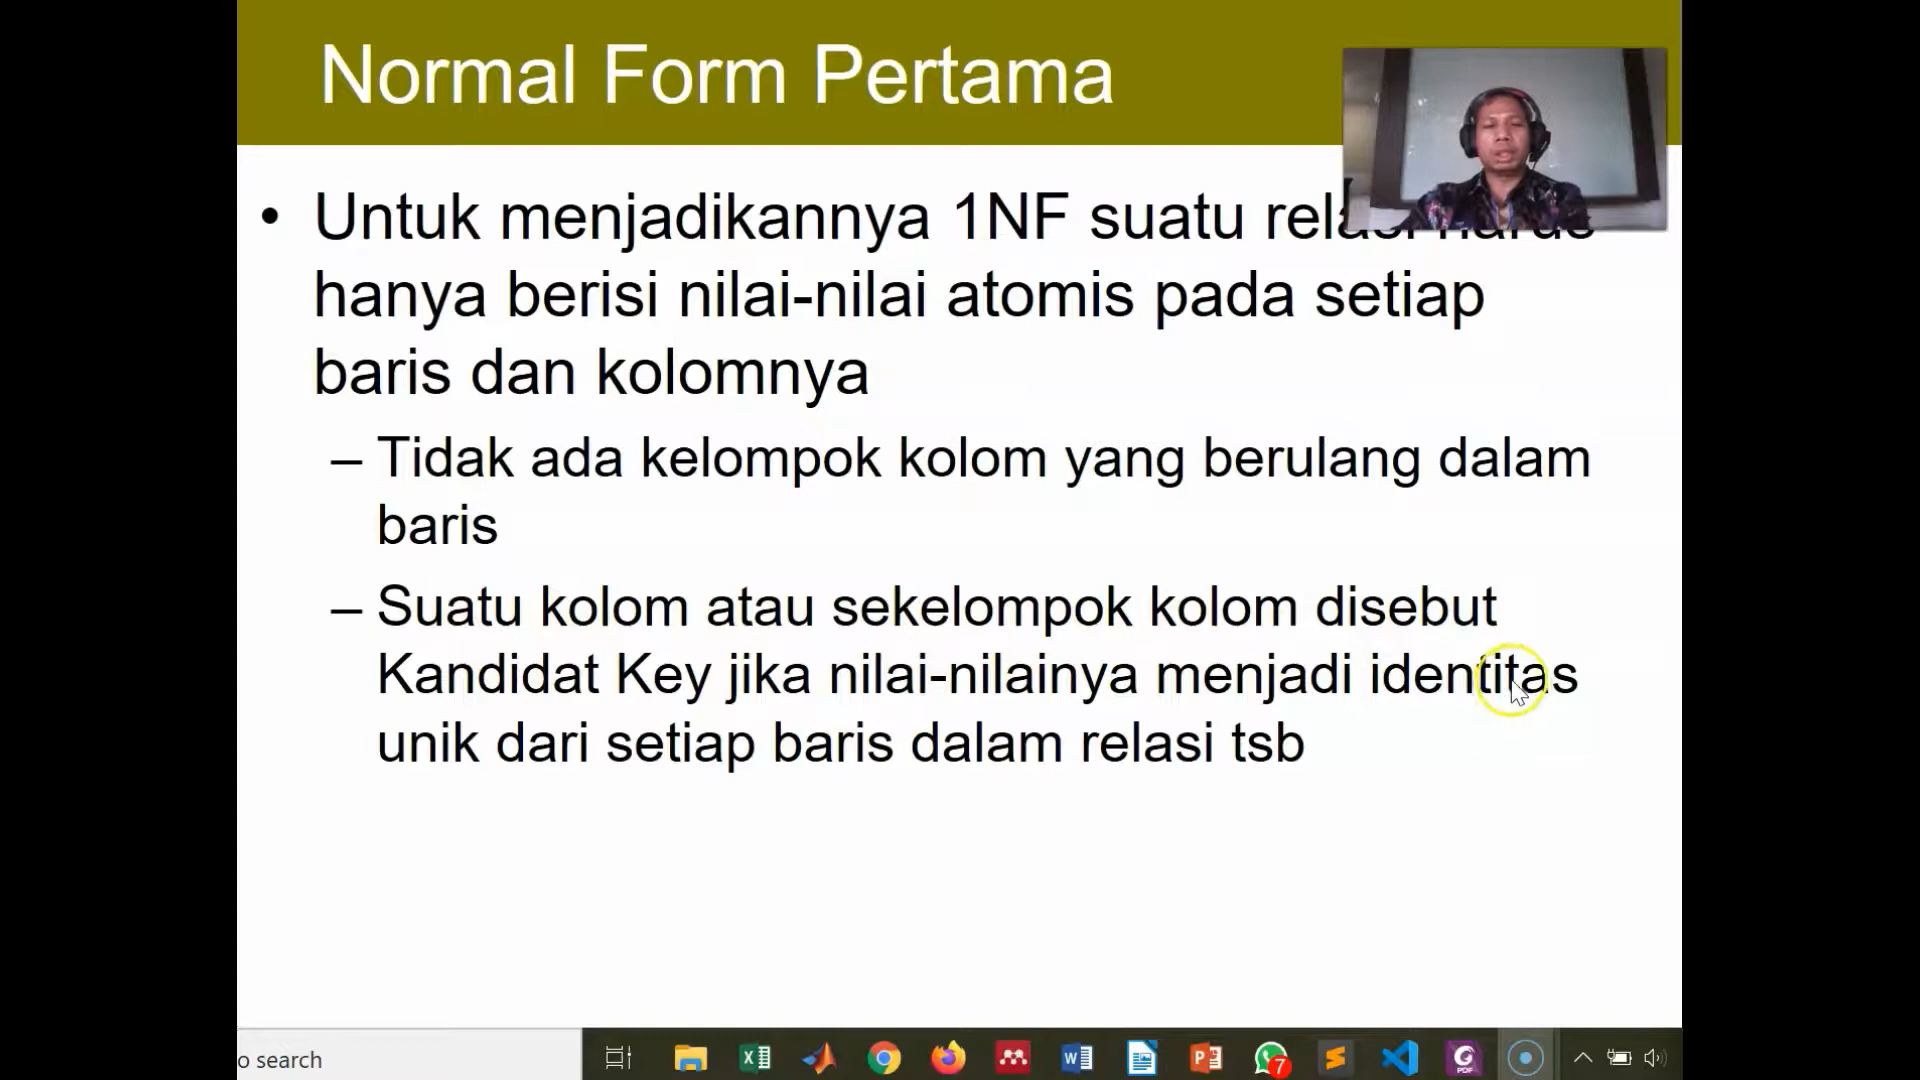 Normal Form Pertama
• Untuk menjadikannya 1NF suatu relasi harus
hanya berisi nilai-nilai atomis pada setiap
baris dan kolomnya
– Tidak ada kelompok kolom yang berulang dalam
baris
– Suatu kolom atau sekelompok kolom disebut
Kandidat Key jika nilai-nilainya menjadi identitas
unik dari setiap baris dalam relasi tsb
o search
7
PDF